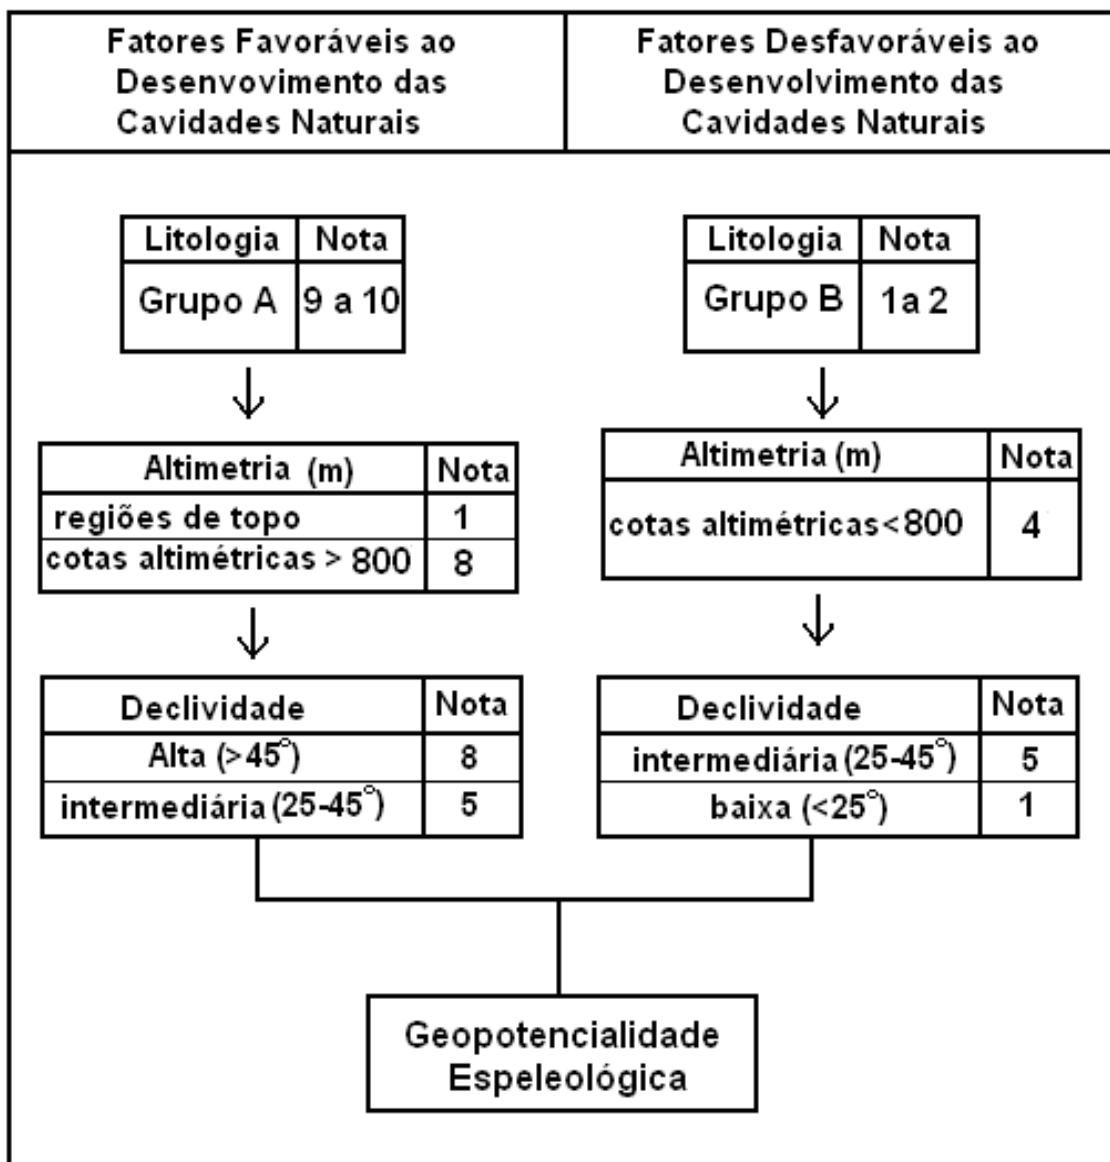 Fatores Favoráveis ao
Desenvovimento das
Cavidades Naturais
Fatores Desfavoráveis ao
Desenvolvimento das
Cavidades Naturais
Litologia Nota
Grupo A 9 a 10
Altimetria (m) Nota
regiões de topo 1
cotas altimétricas > 800 8
Declividade Nota
Alta (>45°) 8
intermediária (25-45°) 5
Litologia Nota
Grupo B 1a 2
Altimetria (m) Nota
cotas altimétricas<800 4
Declividade Nota
intermediária (25-45°) 5
baixa (<25°) 1
Geopotencialidade
Espeleológica